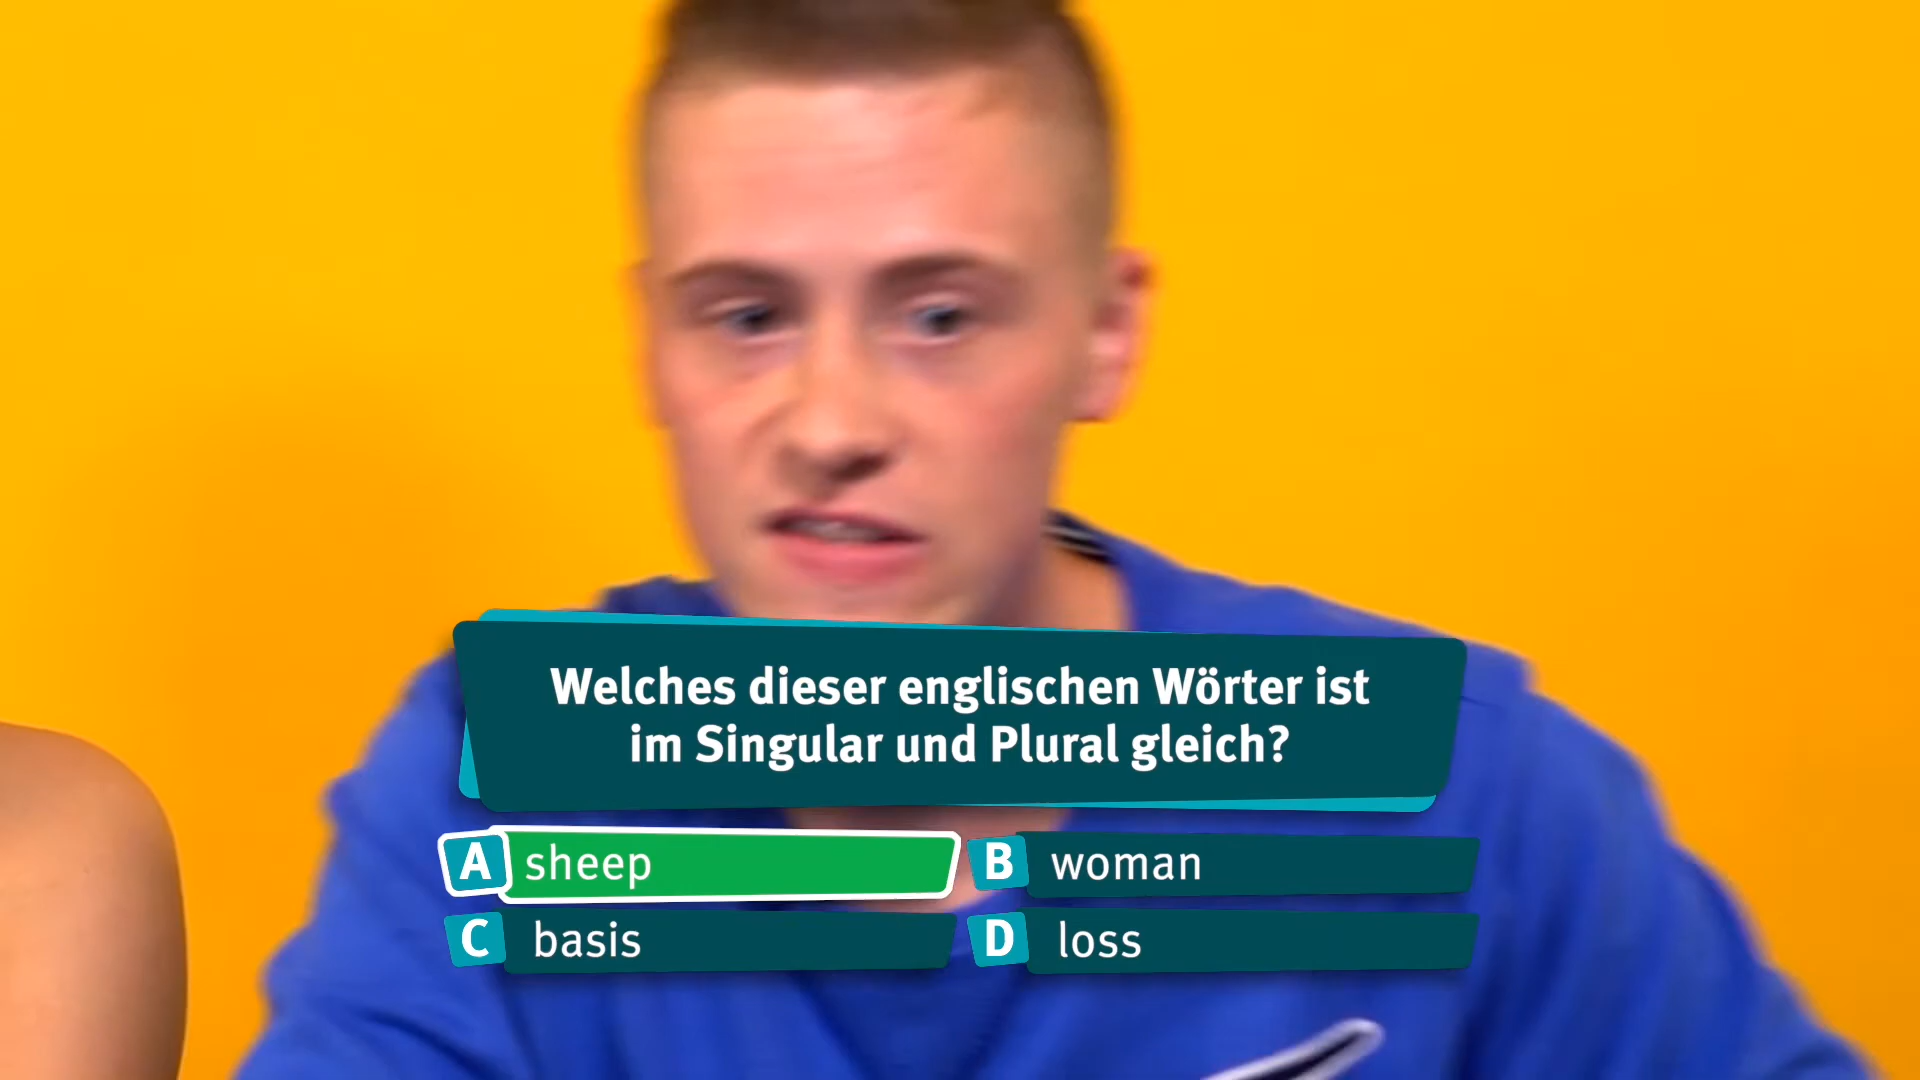 Welches dieser englischen Wörter ist
im Singular und Plural gleich?
A sheep
B woman
C basis
D loss